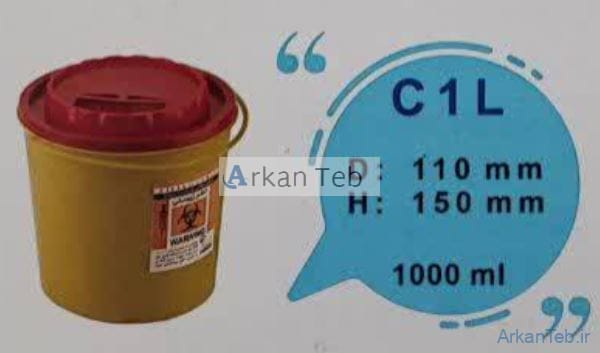 C1L
D: 110 mm
H: 150 mm
1000 ml
Arkan Teb
WARNING
ArkanTeb.ir